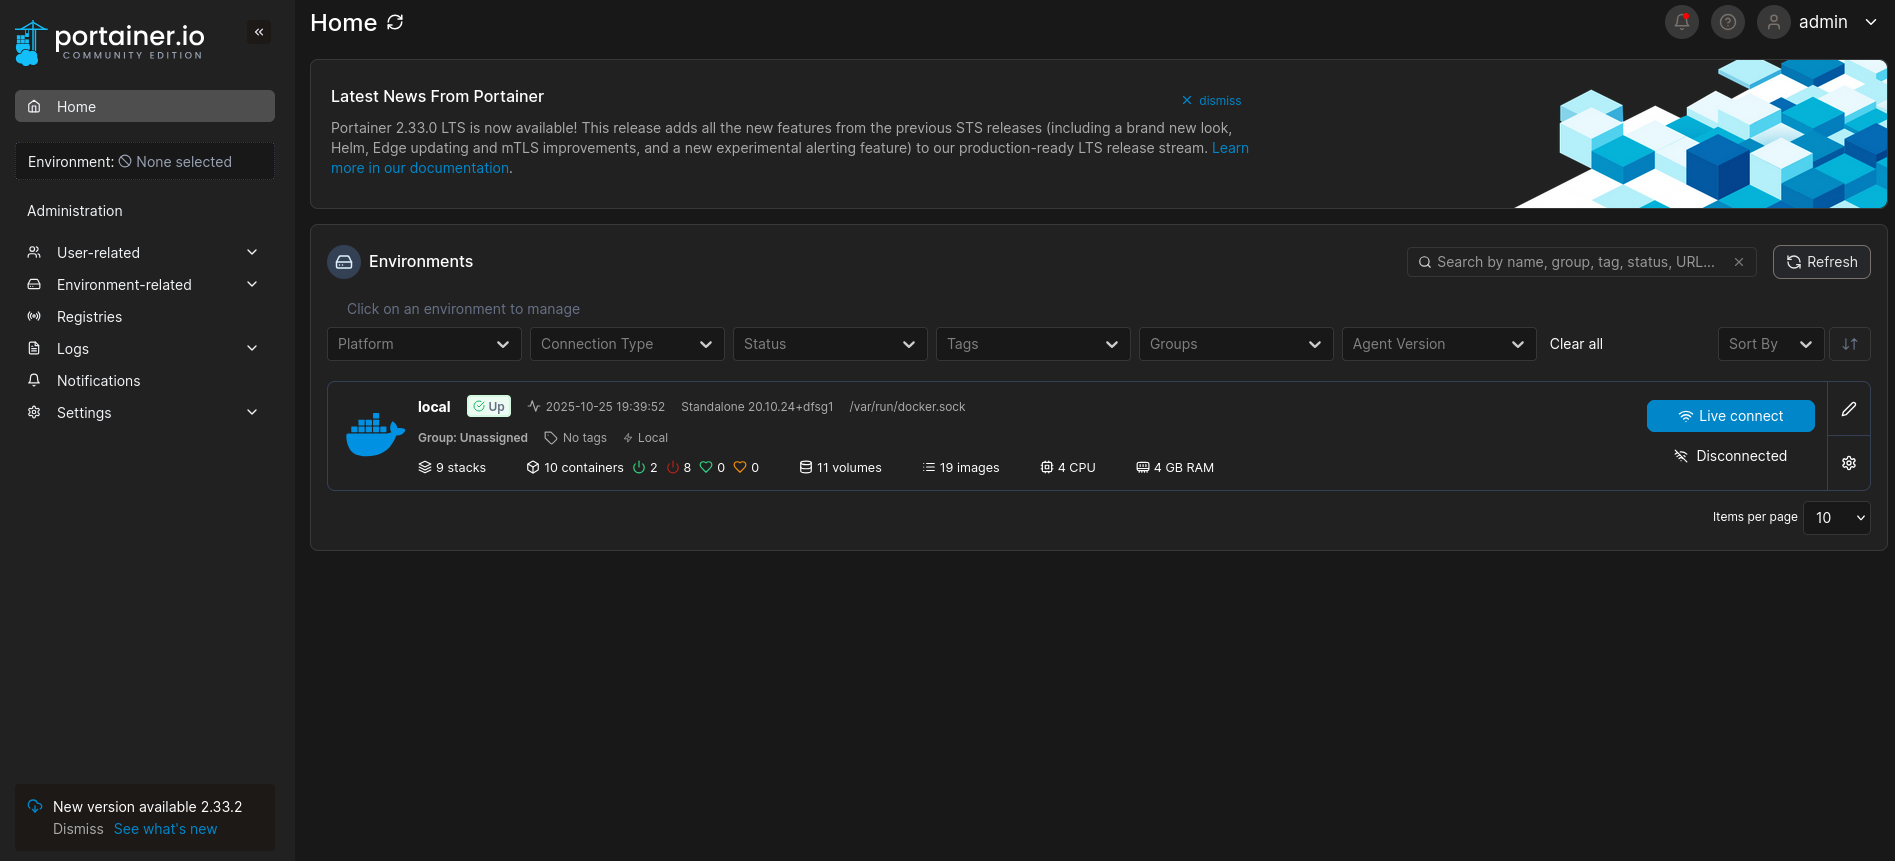 portainer.io
COMMUNITY EDITION
Home
Environment: None selected
Administration
User-related
Environment-related
Registries
Logs
Notifications
Settings
New version available 2.33.2
Dismiss See what's new
Home
admin
Latest News From Portainer
dismiss
Portainer 2.33.0 LTS is now available! This release adds all the new features from the previous STS releases (including a brand new look,
Helm, Edge updating and mTLS improvements, and a new experimental alerting feature) to our production-ready LTS release stream. Learn
more in our documentation.
Environments
Search by name, group, tag, status, URL...
Refresh
Click on an environment to manage
Platform Connection Type Status Tags Groups Agent Version Clear all Sort By
local Up 2025-10-25 19:39:52 Standalone 20.10.24+dfsg1 /var/run/docker.sock
Group: Unassigned No tags Local
9 stacks 10 containers 2 8 0 0 11 volumes 19 images 4 CPU 4 GB RAM
Live connect
Disconnected
Items per page 10